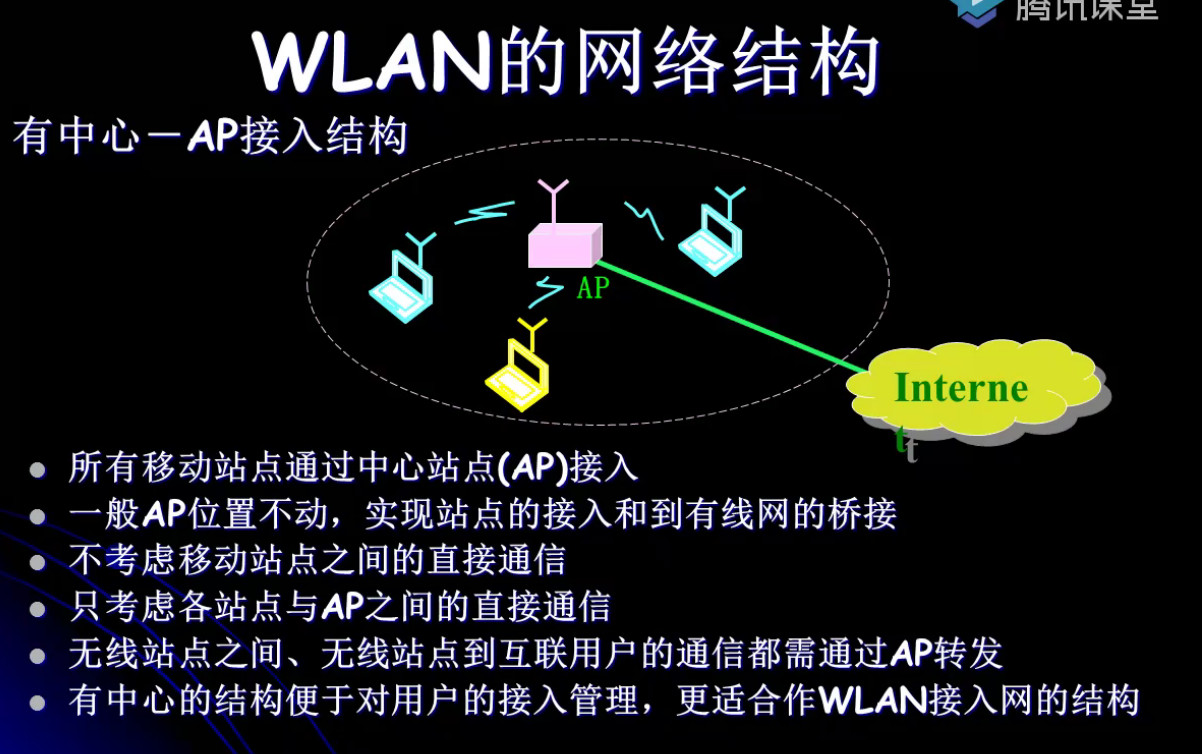 腾讯课堂
WLAN的网络结构
有中心－AP接入结构
AP
Interne
t
所有移动站点通过中心站点(AP)接入
一般AP位置不动，实现站点的接入和到有线网的桥接
不考虑移动站点之间的直接通信
只考虑各站点与AP之间的直接通信
无线站点之间、无线站点到互联用户的通信都需通过AP转发
有中心的结构便于对用户的接入管理，更适合作WLAN接入网的结构